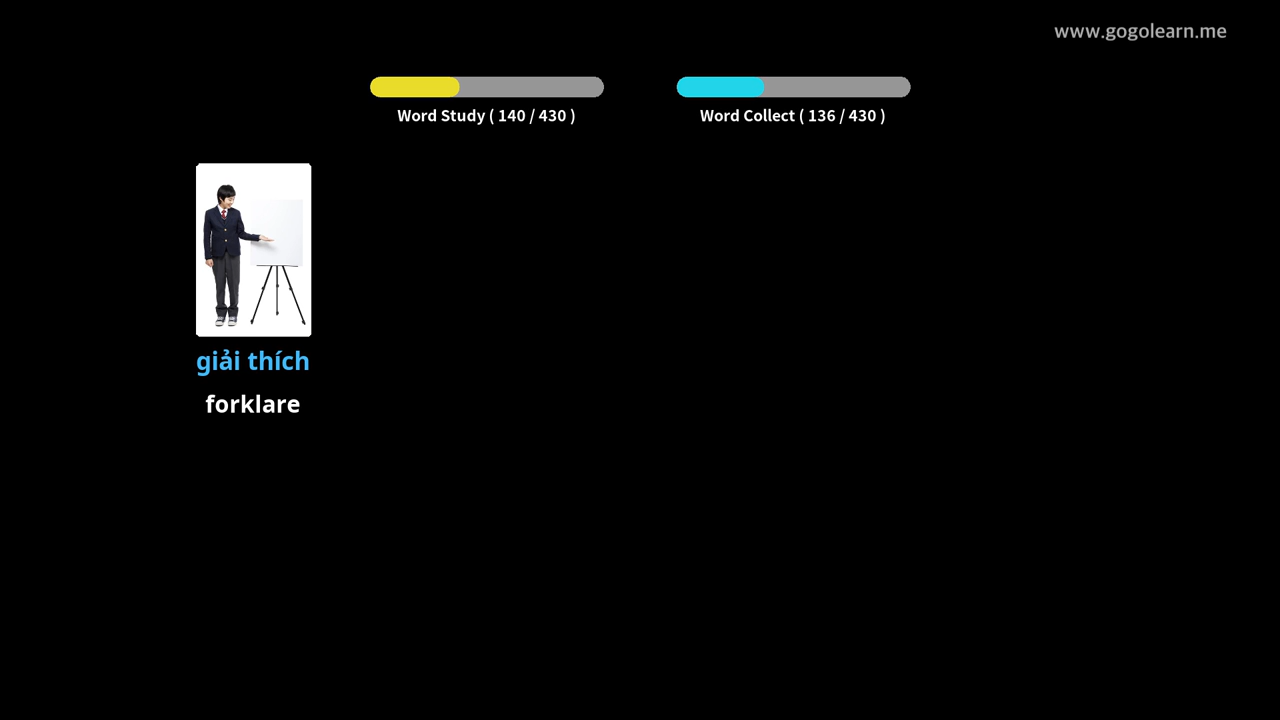 www.gogolearn.me
Word Study ( 140 / 430 )
Word Collect ( 136 / 430 )
giải thích
forklare